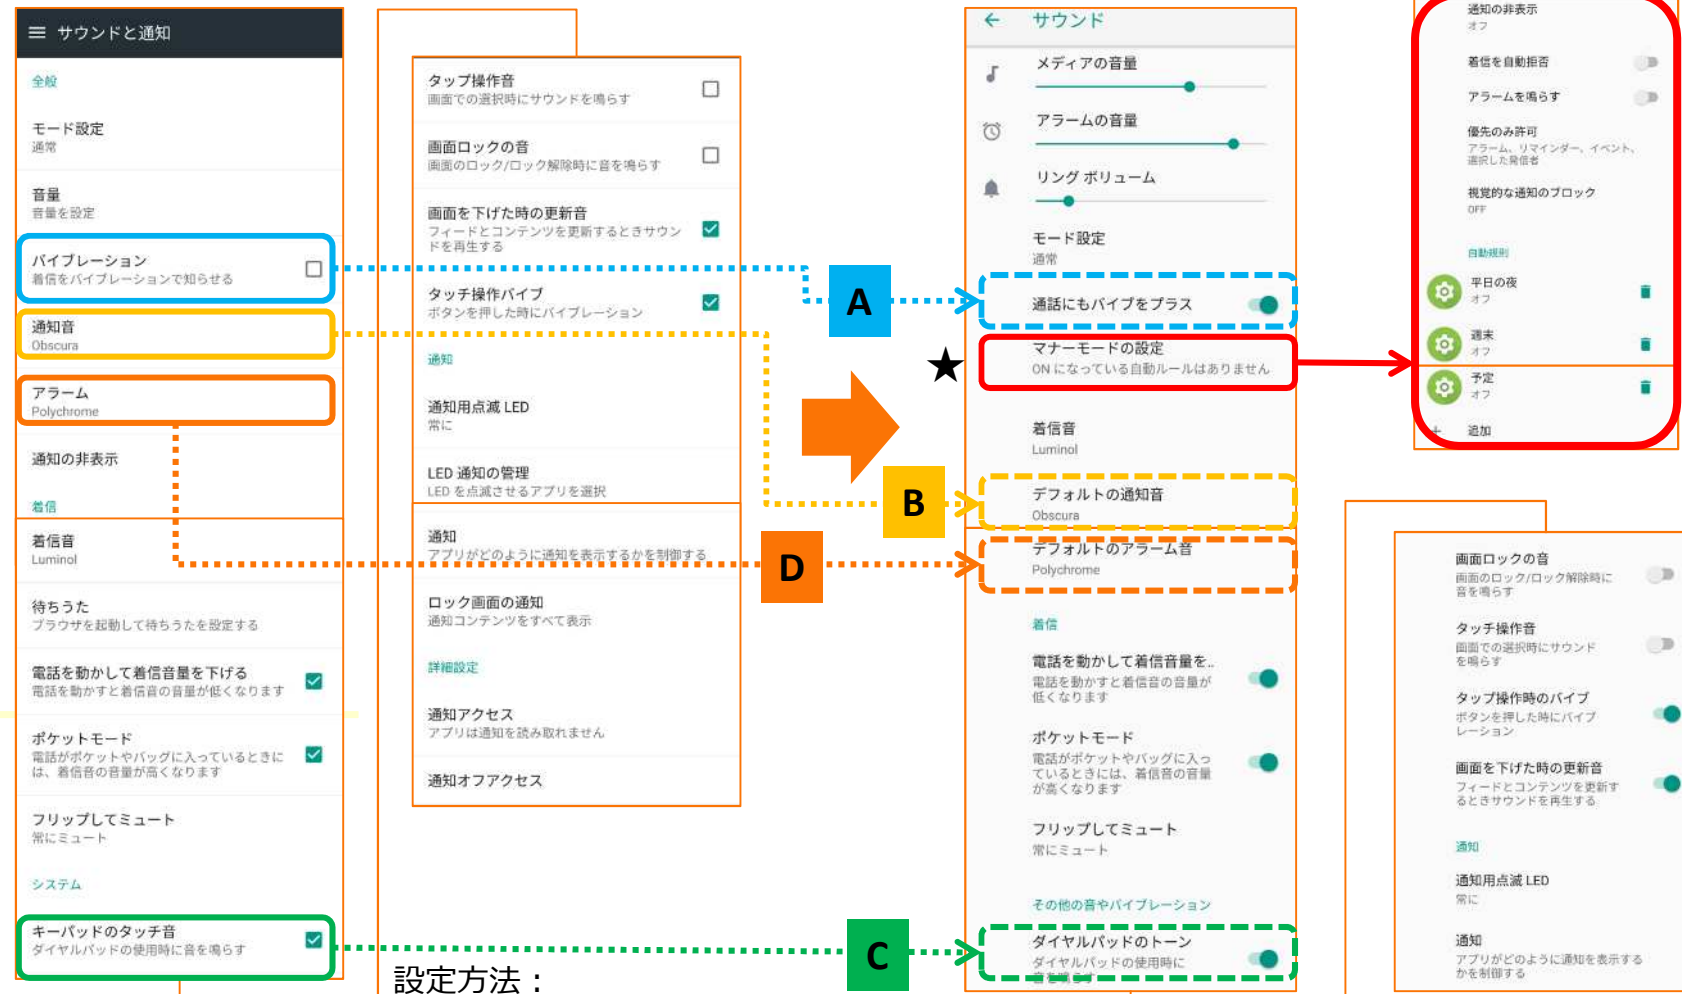 サウンドと通知
全般
モード設定
通常
音量
音量を設定
バイブレーション
着信をバイブレーションで知らせる
通知音
Obscura
アラーム
Polychrome
通知の非表示
着信
着信音
Luminol
待ちうた
ブラウザを起動して待ちうたを設定する
電話を動かして着信音量を下げる
電話を動かすと着信音の音量が低くなります
ポケットモード
電話がポケットやバッグに入っているときに
は、着信音の音量が高くなります
フリップしてミュート
常にミュート
システム
キーパッドのタッチ音
ダイヤルパッドの使用時に音を鳴らす
タップ操作音
画面での選択時にサウンドを鳴らす
画面ロックの音
画面のロック/ロック解除時に音を鳴らす
画面を下げた時の更新音
フィードとコンテンツを更新するときサウン
ドを再生する
タッチ操作バイブ
ボタンを押した時にバイブレーション
通知
通知用点滅 LED
常に
LED 通知の管理
LED を点滅させるアプリを選択
通知
アプリがどのように通知を表示するかを制御する
ロック画面の通知
通知コンテンツをすべて表示
詳細設定
通知アクセス
アプリは通知を読み取れません
通知オフアクセス
設定方法：
A
B
D
C
★
サウンド
メディアの音量
アラームの音量
リング ボリューム
モード設定
通常
通話にもバイブをプラス
マナーモードの設定
ON になっている自動ルールはありません
着信音
Luminol
デフォルトの通知音
Obscura
デフォルトのアラーム音
Polychrome
着信
電話を動かして着信音量を..
電話を動かすと着信音の音量が
低くなります
ポケットモード
電話がポケットやバッグに入っ
ているときには、着信音の音量
が高くなります
フリップしてミュート
常にミュート
その他の音やバイブレーション
ダイヤルパッドのトーン
ダイヤルパッドの使用時に
音を鳴らす
通知の非表示
オフ
着信を自動拒否
アラームを鳴らす
優先のみ許可
アラーム、リマインダー、イベント、
選択した発信者
視覚的な通知のブロック
OFF
自動規則
平日の夜
オフ
週末
オフ
予定
オフ
+ 追加
画面ロックの音
画面のロック/ロック解除時に
音を鳴らす
タッチ操作音
画面での選択時にサウンド
を鳴らす
タップ操作時のバイブ
ボタンを押した時にバイブ
レーション
画面を下げた時の更新音
フィードとコンテンツを更新す
るときサウンドを再生する
通知
通知用点滅 LED
常に
通知
アプリがどのように通知を表示する
かを制御する